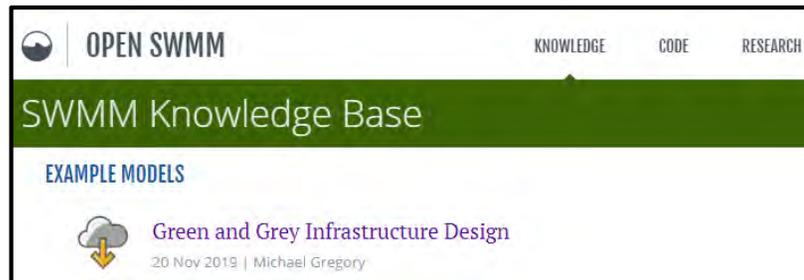 OPEN SWMM KNOWLEDGE CODE RESEARCH
SWMM Knowledge Base
EXAMPLE MODELS
Green and Grey Infrastructure Design
20 Nov 2019 | Michael Gregory